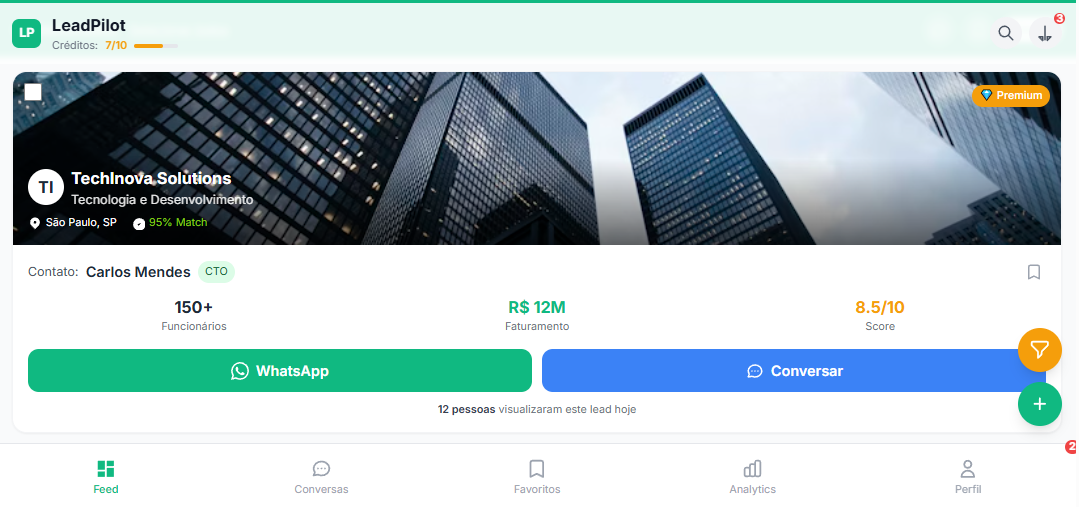 LP
LeadPilot
Créditos: 7/10
3
Premium
TI
TechInova Solutions
Tecnologia e Desenvolvimento
São Paulo, SP 95% Match
Contato: Carlos Mendes CTO
150+ R$ 12M 8.5/10
Funcionários Faturamento Score
WhatsApp Conversar
+
12 pessoas visualizaram este lead hoje
2
Feed Conversas Favoritos Analytics Perfil